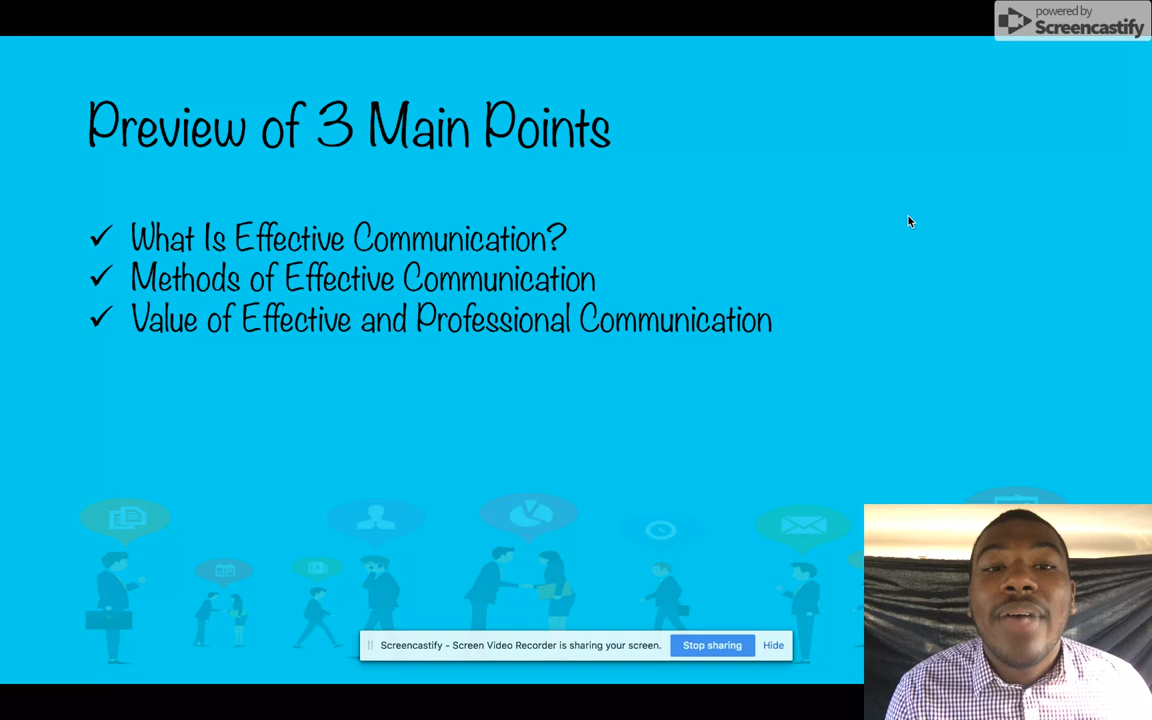 powered by
Screencastify
Preview of 3 Main Points
✓ What Is Effective Communication?
✓ Methods of Effective Communication
✓ Value of Effective and Professional Communication
Screencastify - Screen Video Recorder is sharing your screen. Stop sharing Hide